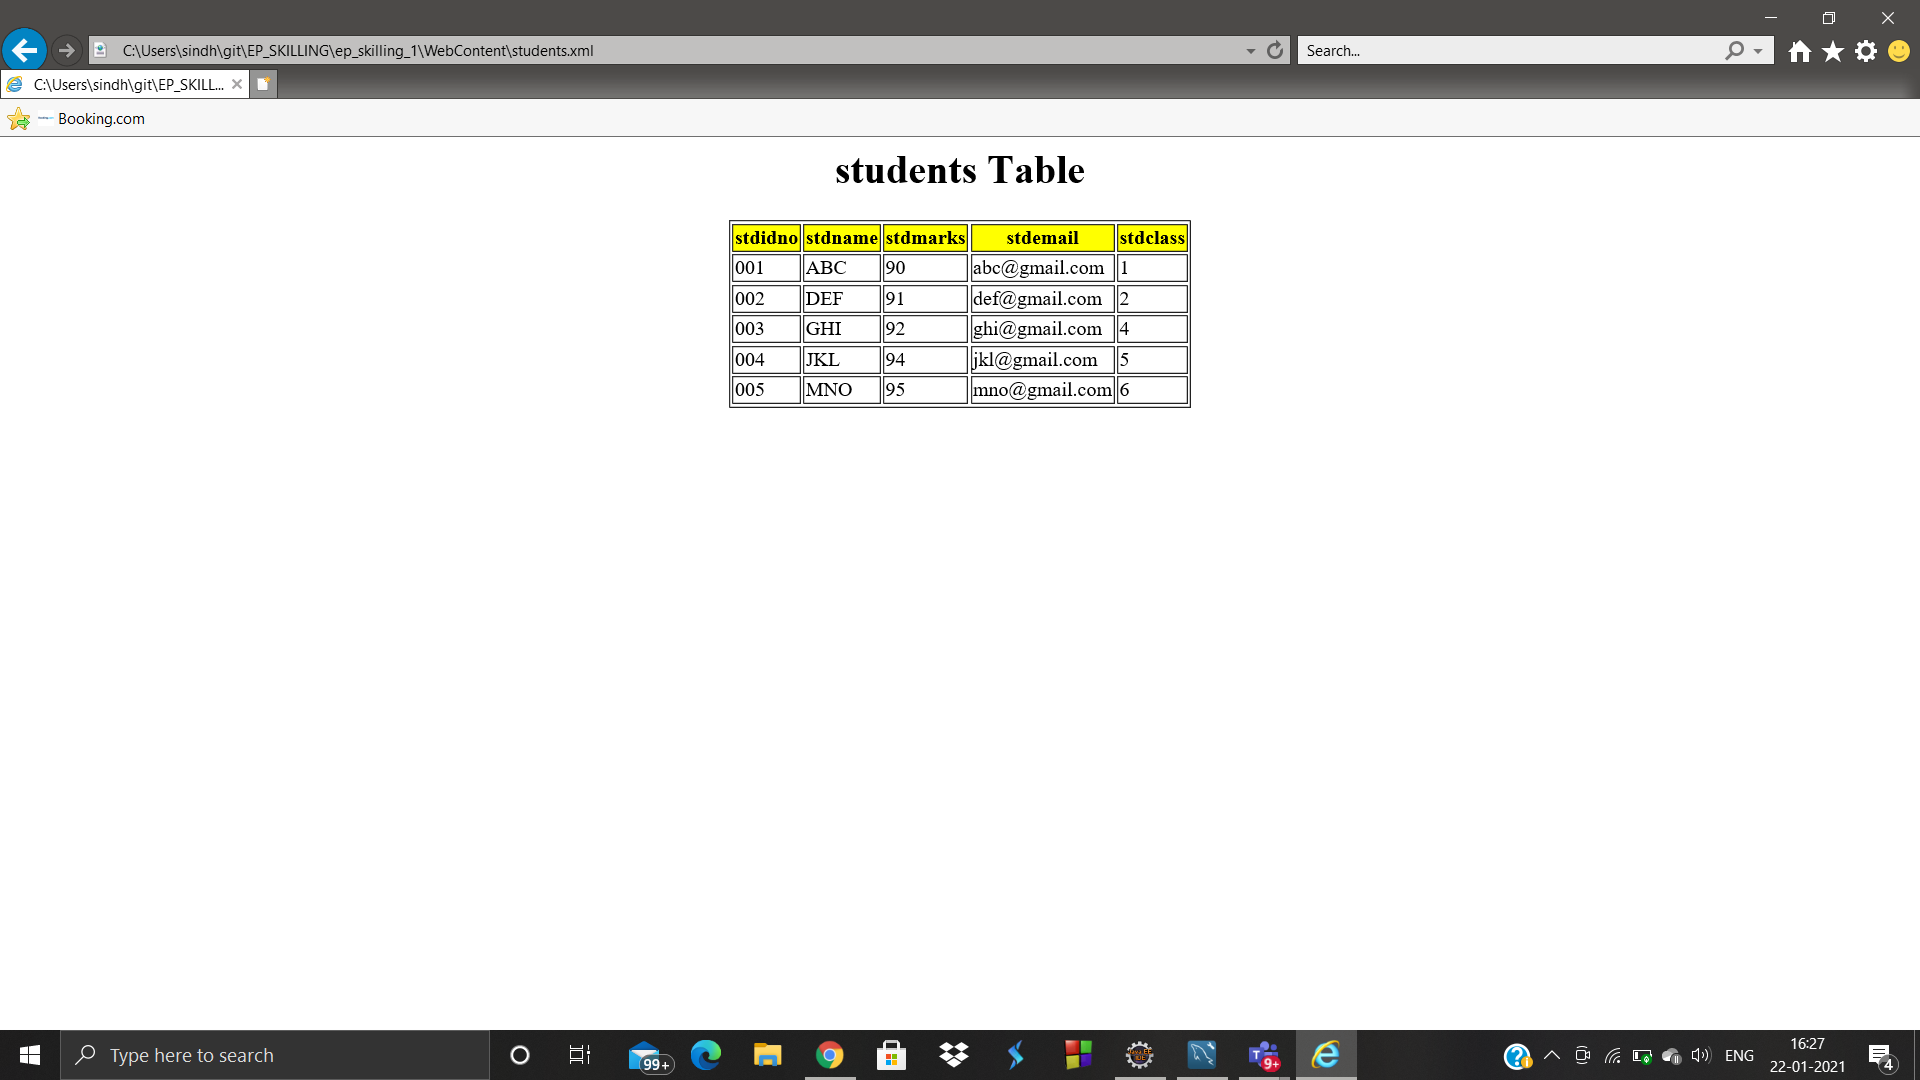 C:\Users\sindh\git\EP_SKILLING\ep_skilling_1\WebContent\students.xml
Search...
C:\Users\sindh\git\EP_SKILL...
Booking.com
students Table
stdidno stdname stdmarks stdemail stdclass
001 ABC 90 abc@gmail.com 1
002 DEF 91 def@gmail.com 2
003 GHI 92 ghi@gmail.com 4
004 JKL 94 jkl@gmail.com 5
005 MNO 95 mno@gmail.com 6
Type here to search
99+
9+
ENG
16:27
22-01-2021
4